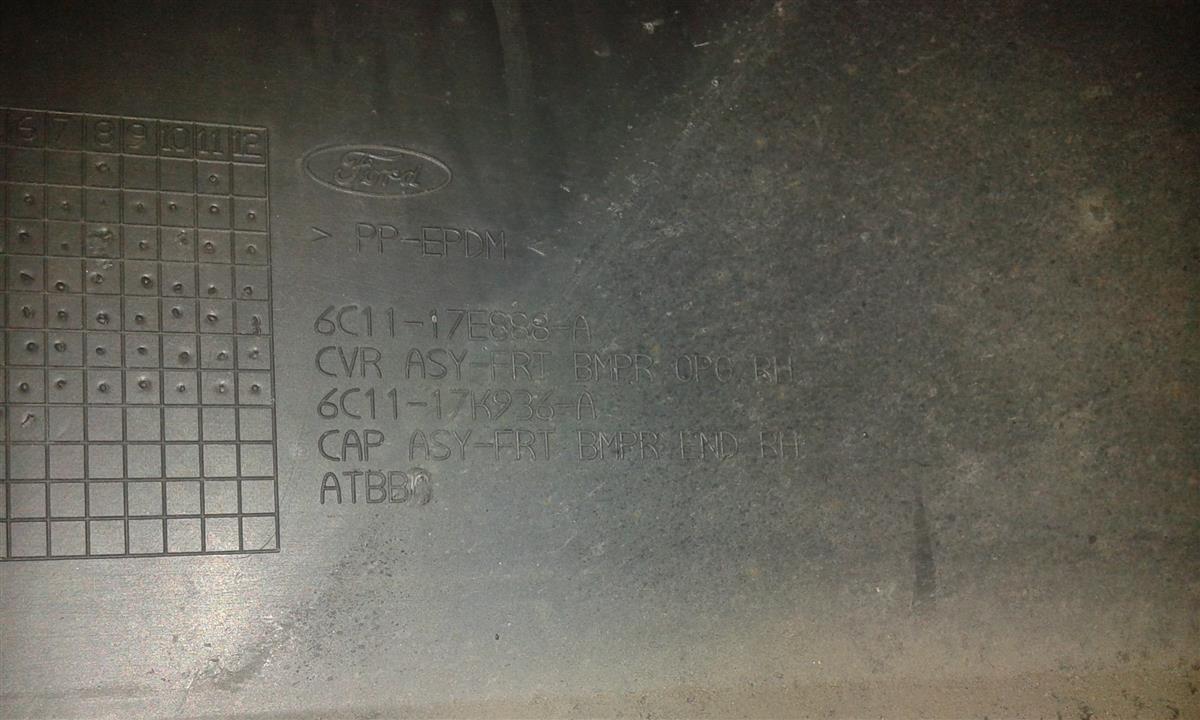 6 7 8 9 10 11 12
Ford
> PP-EPDM <
6C11-17E888-A
CVR ASY-FRT BMPR OPG RH
6C11-17K936-A
CAP ASY-FRT BMPR END RH